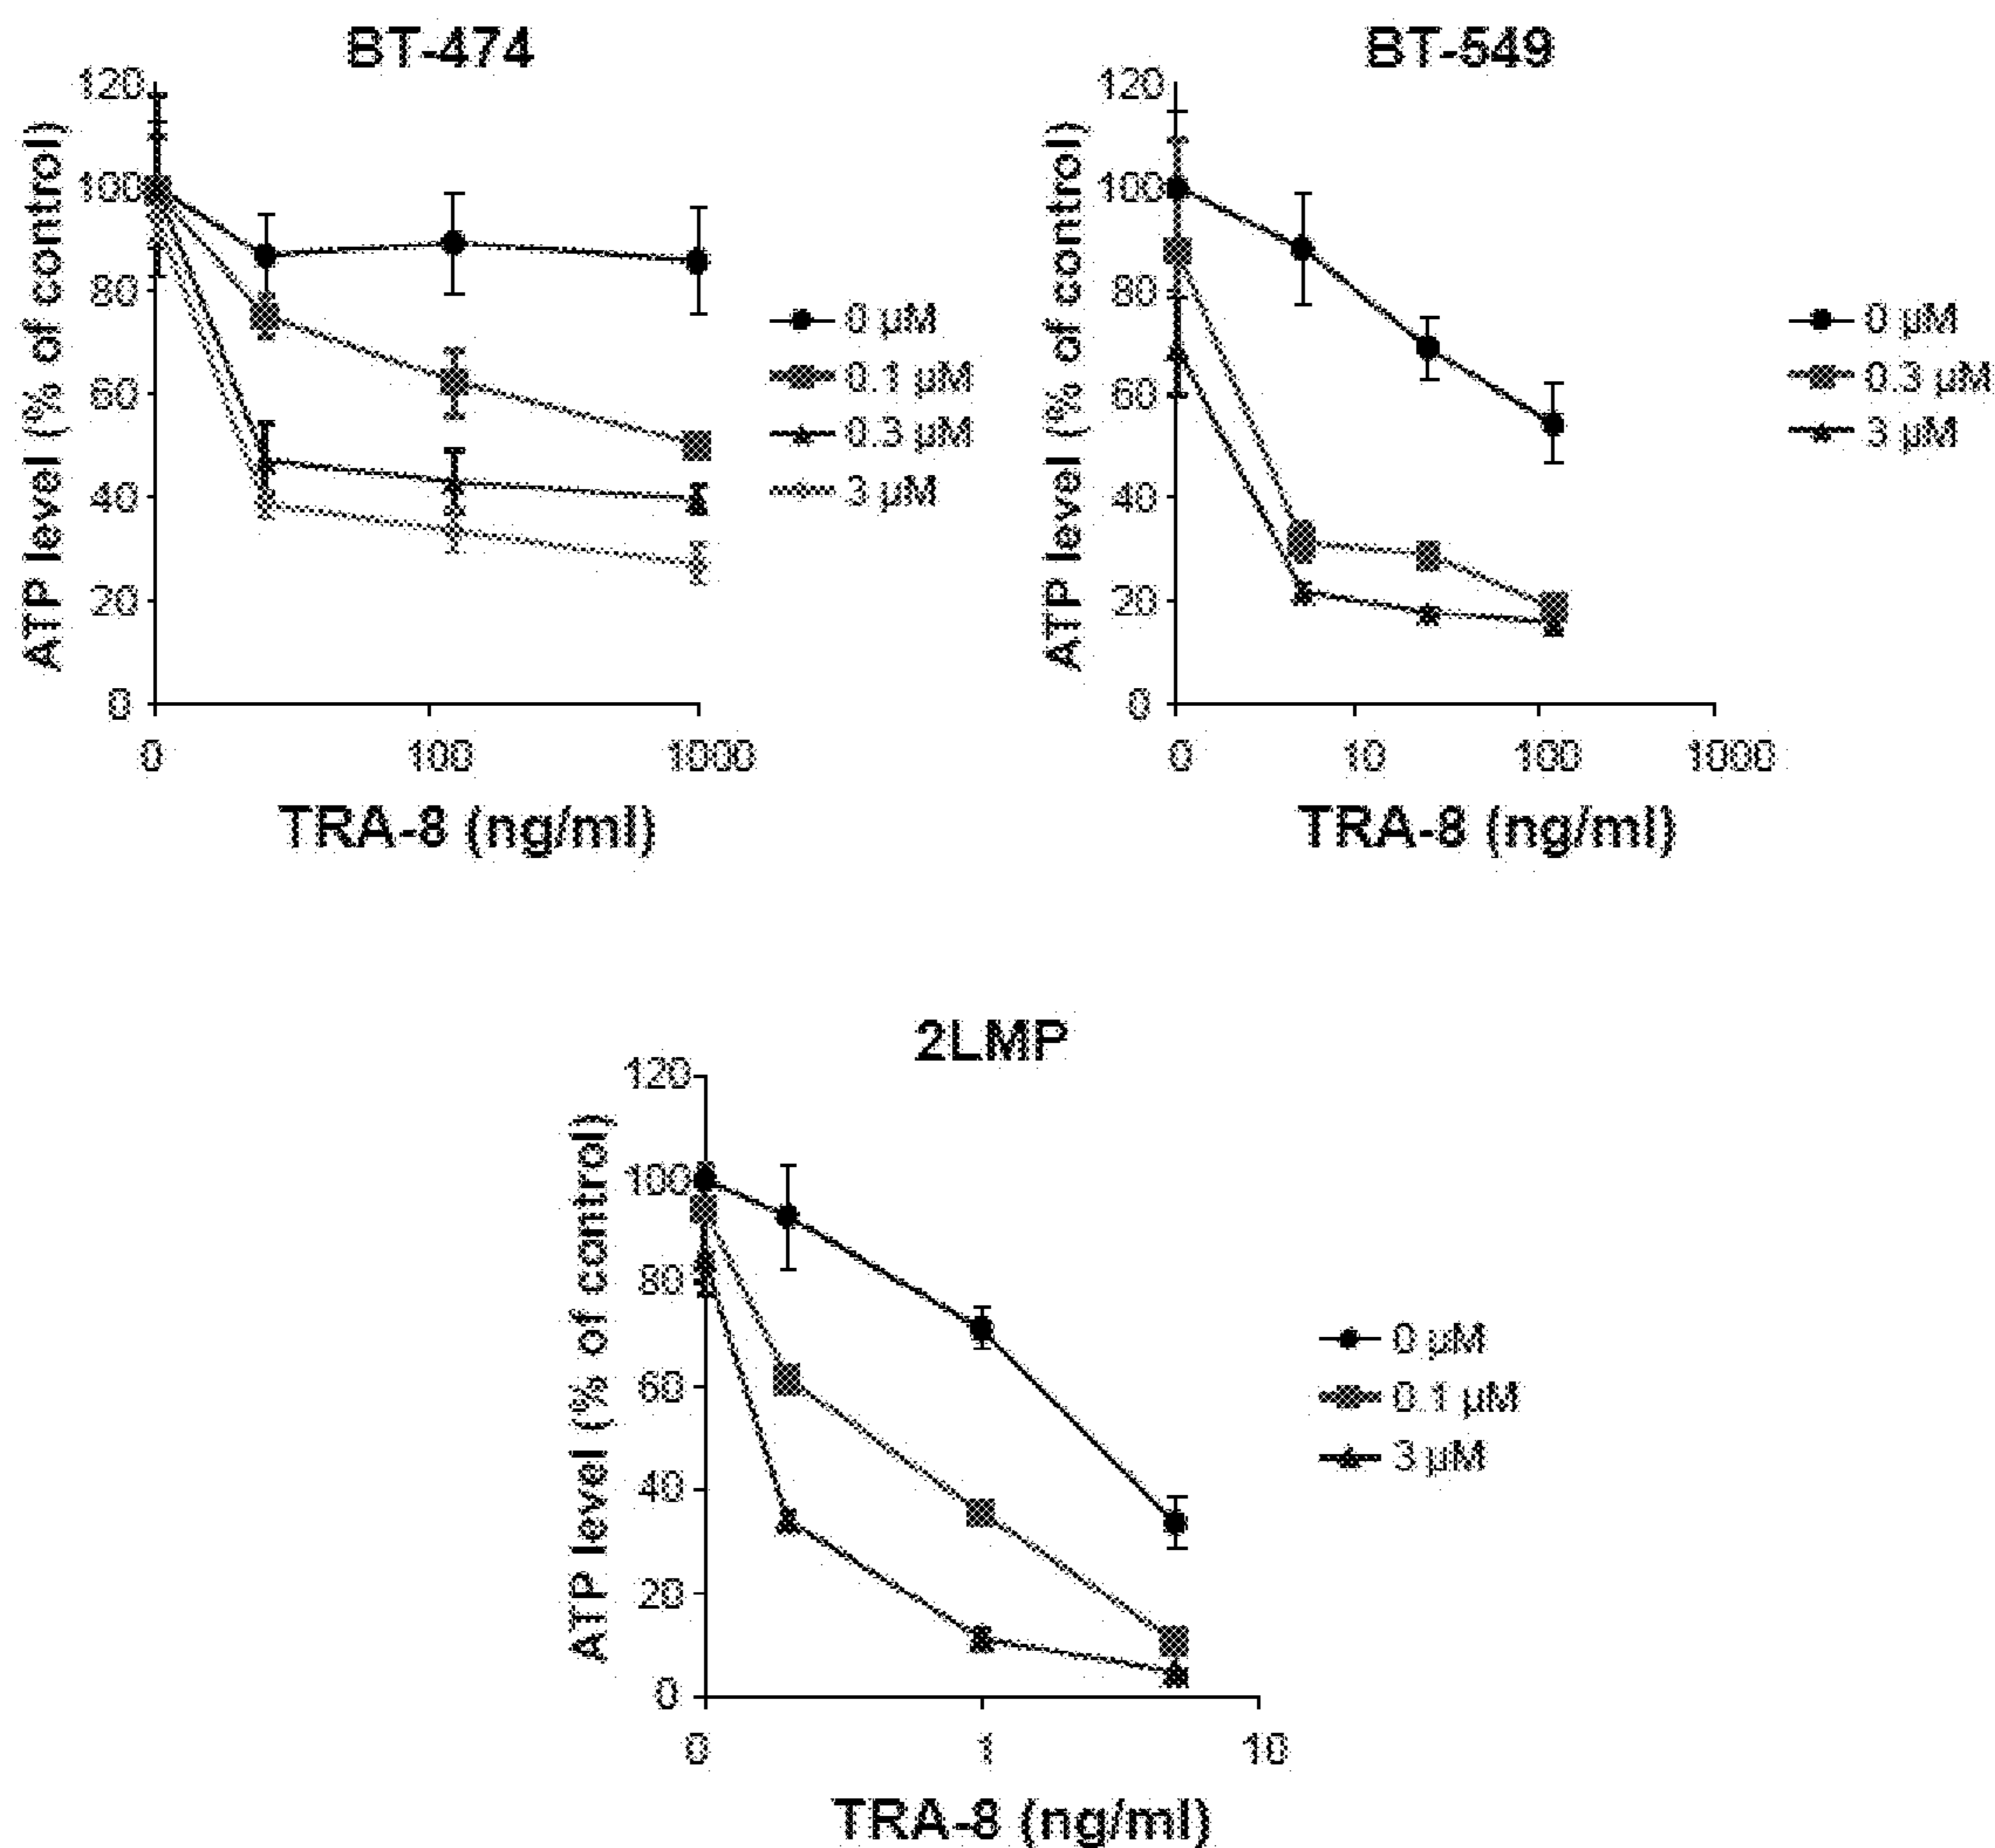 BT-474
120
100
80
60
40
20
0
ATP level (% of control)
0 100 1000
TRA-8 (ng/ml)
0 µM
0.1 µM
0.3 µM
3 µM
BT-549
120
100
80
60
40
20
0
ATP level (% of control)
0 10 100 1000
TRA-8 (ng/ml)
0 µM
0.3 µM
3 µM
2LMP
120
100
80
60
40
20
0
ATP level (% of control)
0 1 10
TRA-8 (ng/ml)
0 µM
0.1 µM
3 µM